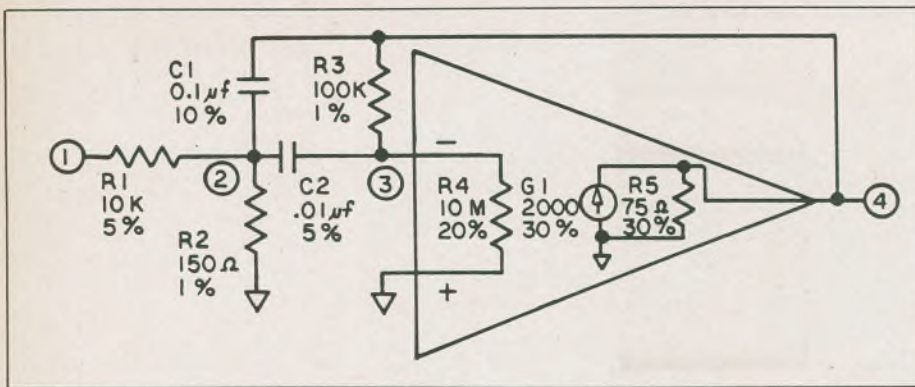 C1
0.1µf
10%
R3
100K
1%
1
R1
10K
5%
2
R2
150Ω
1%
C2
.01µf
5%
3
−
+
R4
10M
20%
G1
2000
30%
R5
75Ω
30%
4